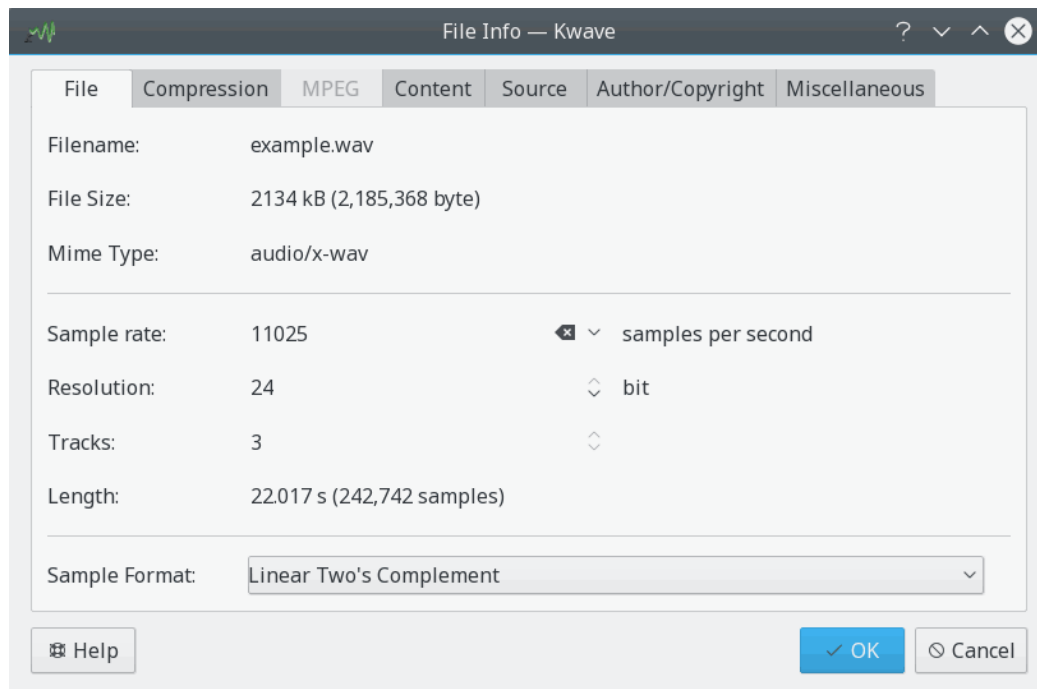 File Info — Kwave
File Compression MPEG Content Source Author/Copyright Miscellaneous
Filename: example.wav
File Size: 2134 kB (2,185,368 byte)
Mime Type: audio/x-wav
Sample rate: 11025 samples per second
Resolution: 24 bit
Tracks: 3
Length: 22.017 s (242,742 samples)
Sample Format: Linear Two's Complement
Help OK Cancel